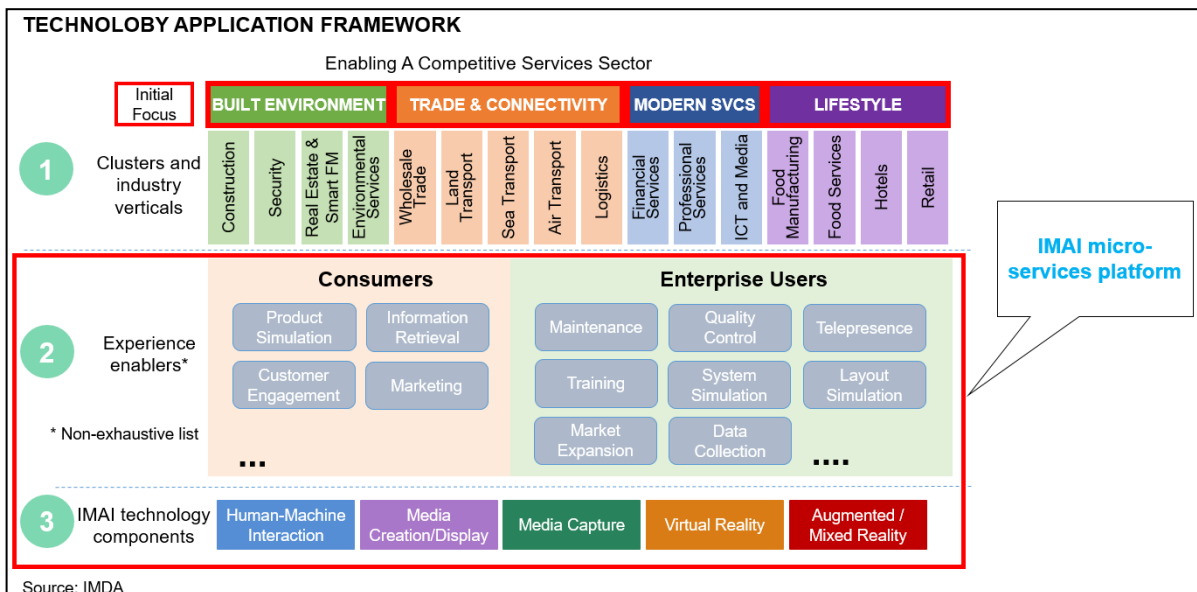 TECHNOLOBY APPLICATION FRAMEWORK
Enabling A Competitive Services Sector
Initial
Focus
BUILT ENVIRONMENT
TRADE & CONNECTIVITY
MODERN SVCS
LIFESTYLE
1
Clusters and
industry
verticals
Construction
Security
Real Estate &
Smart FM
Environmental
Services
Wholesale
Trade
Land
Transport
Sea Transport
Air Transport
Logistics
Financial
Services
Professional
Services
ICT and Media
Food
Manufacturing
Food Services
Hotels
Retail
IMAI micro-
services platform
2
Experience
enablers*
* Non-exhaustive list
Consumers
Product
Simulation
Information
Retrieval
Customer
Engagement
Marketing
...
Enterprise Users
Maintenance
Quality
Control
Telepresence
Training
System
Simulation
Layout
Simulation
Market
Expansion
Data
Collection
....
3
IMAI technology
components
Human-Machine
Interaction
Media
Creation/Display
Media Capture
Virtual Reality
Augmented /
Mixed Reality
Source: IMDA